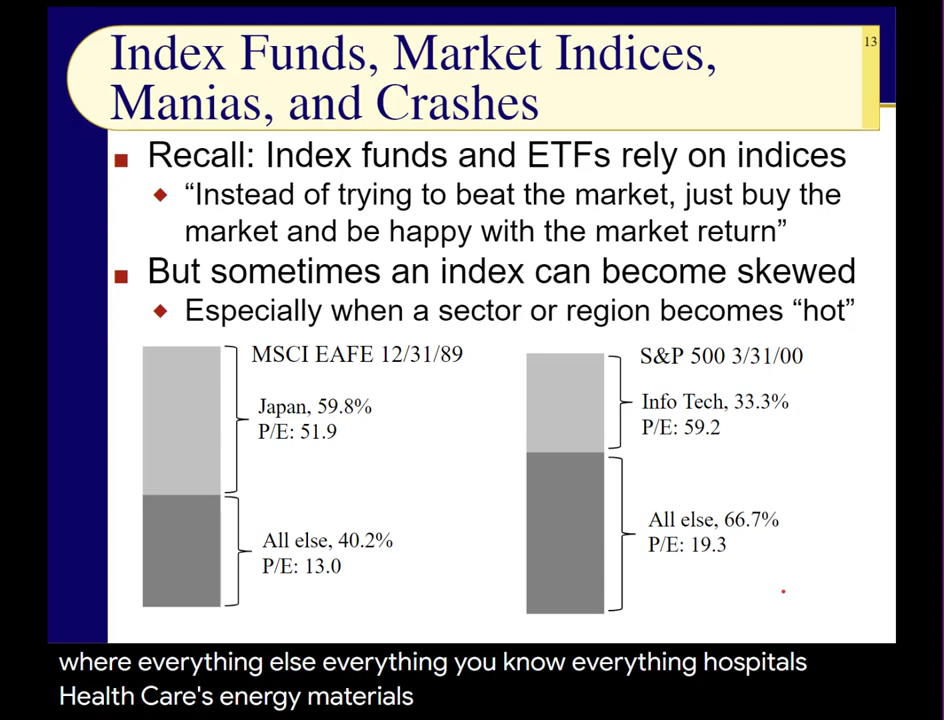 13
Index Funds, Market Indices,
Manias, and Crashes
Recall: Index funds and ETFs rely on indices
“Instead of trying to beat the market, just buy the
market and be happy with the market return”
But sometimes an index can become skewed
Especially when a sector or region becomes “hot”
MSCI EAFE 12/31/89
Japan, 59.8%
P/E: 51.9
All else, 40.2%
P/E: 13.0
S&P 500 3/31/00
Info Tech, 33.3%
P/E: 59.2
All else, 66.7%
P/E: 19.3
where everything else everything you know everything hospitals
Health Care's energy materials